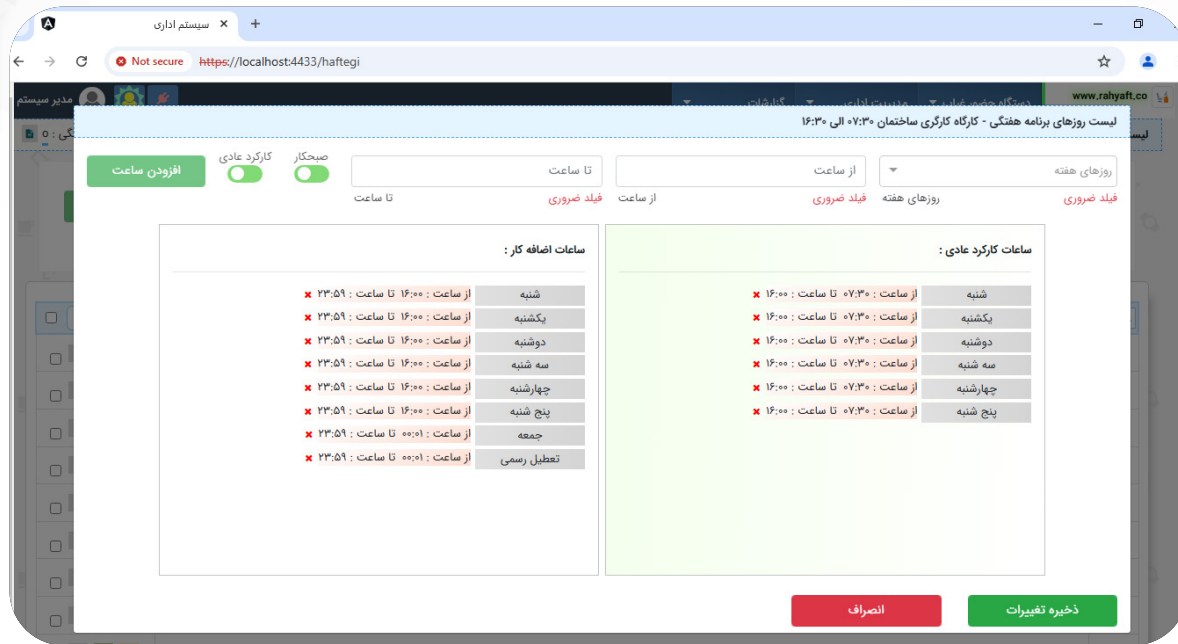 سیستم اداری
Not secure https://localhost:4433/haftegi
www.rahyaft.co
دستگاه حضور غیاب مدیریت اداری گزارشات
مدیر سیستم
لیست روزهای برنامه هفتگی - کارگاه کارگری ساختمان ۰۷:۳۰ الی ۱۶:۳۰
روزهای هفته
از ساعت
تا ساعت
صبحکار
کارکرد عادی
افزودن ساعت
فیلد ضروری روزهای هفته
فیلد ضروری از ساعت
فیلد ضروری تا ساعت
ساعات کارکرد عادی :
شنبه از ساعت : ۰۷:۳۰ تا ساعت : ۱۶:۰۰
یکشنبه از ساعت : ۰۷:۳۰ تا ساعت : ۱۶:۰۰
دوشنبه از ساعت : ۰۷:۳۰ تا ساعت : ۱۶:۰۰
سه شنبه از ساعت : ۰۷:۳۰ تا ساعت : ۱۶:۰۰
چهارشنبه از ساعت : ۰۷:۳۰ تا ساعت : ۱۶:۰۰
پنج شنبه از ساعت : ۰۷:۳۰ تا ساعت : ۱۶:۰۰
ساعات اضافه کار :
شنبه از ساعت : ۱۶:۰۰ تا ساعت : ۲۳:۵۹
یکشنبه از ساعت : ۱۶:۰۰ تا ساعت : ۲۳:۵۹
دوشنبه از ساعت : ۱۶:۰۰ تا ساعت : ۲۳:۵۹
سه شنبه از ساعت : ۱۶:۰۰ تا ساعت : ۲۳:۵۹
چهارشنبه از ساعت : ۱۶:۰۰ تا ساعت : ۲۳:۵۹
پنج شنبه از ساعت : ۱۶:۰۰ تا ساعت : ۲۳:۵۹
جمعه از ساعت : ۰۰:۰۱ تا ساعت : ۲۳:۵۹
تعطیل رسمی از ساعت : ۰۰:۰۱ تا ساعت : ۲۳:۵۹
ذخیره تغییرات
انصراف